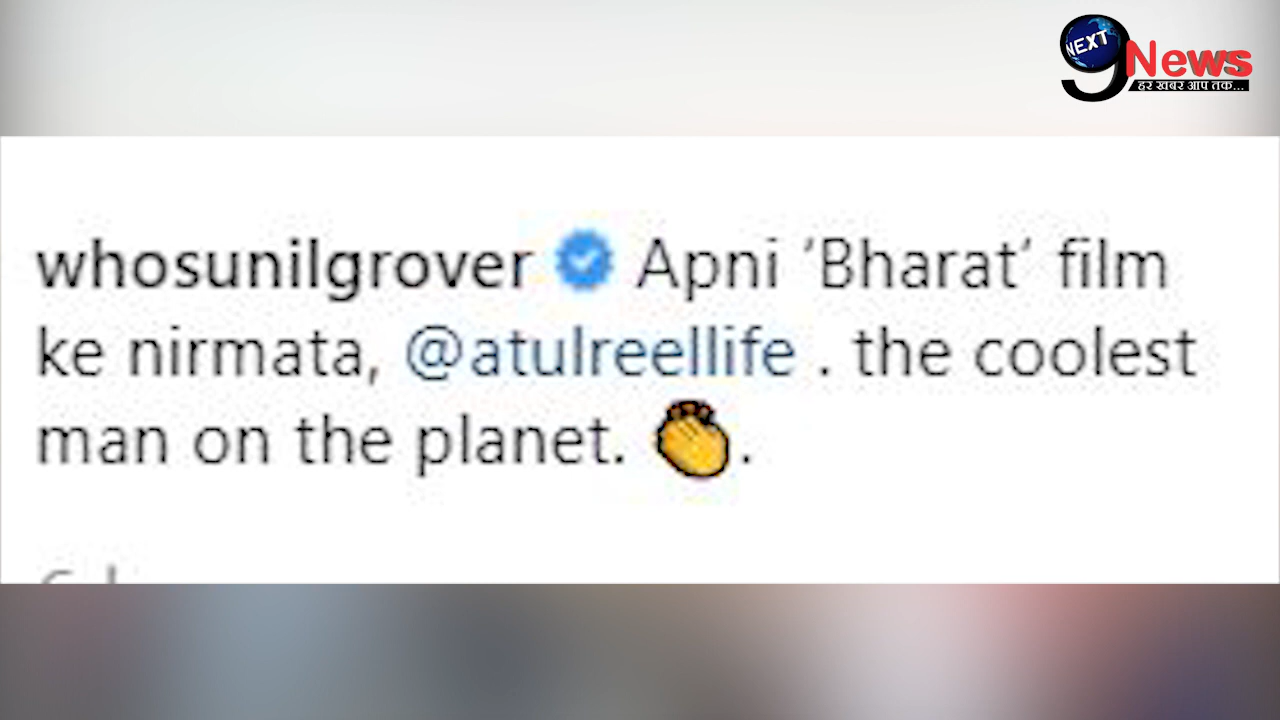 NEXT
9 News
हर खबर आप तक...
whosunilgrover Apni ‘Bharat’ film
ke nirmata, @atulreellife . the coolest
man on the planet. 👏.